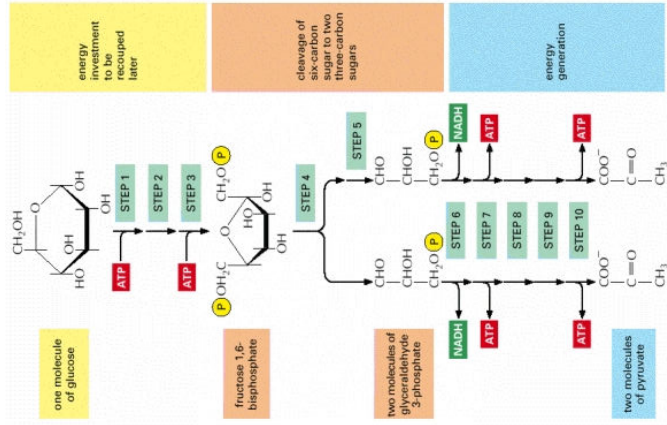 one molecule
of glucose
CH₂OH
O
OH
OH
HO
OH
energy
investment
to be
recouped
later
ATP
STEP 1
STEP 2
ATP
STEP 3
fructose 1,6-
bisphosphate
P
OH₂C
O
CH₂O
P
HO
OH
OH
cleavage of
six-carbon
sugar to two
three-carbon
sugars
STEP 4
STEP 5
two molecules of
glyceraldehyde
3-phosphate
CHO
CHOH
CH₂O
P
CHO
CHOH
CH₂O
P
NADH
STEP 6
NADH
ATP
STEP 7
ATP
STEP 8
STEP 9
ATP
STEP 10
ATP
energy
generation
two molecules
of pyruvate
COO⁻
C=O
CH₃
COO⁻
C=O
CH₃